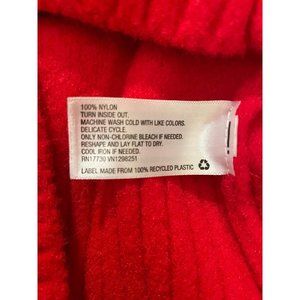 100% NYLON
TURN INSIDE OUT.
MACHINE WASH COLD WITH LIKE COLORS.
DELICATE CYCLE.
ONLY NON-CHLORINE BLEACH IF NEEDED.
RESHAPE AND LAY FLAT TO DRY.
COOL IRON IF NEEDED.
RN17730 VN1298251
LABEL MADE FROM 100% RECYCLED PLASTIC